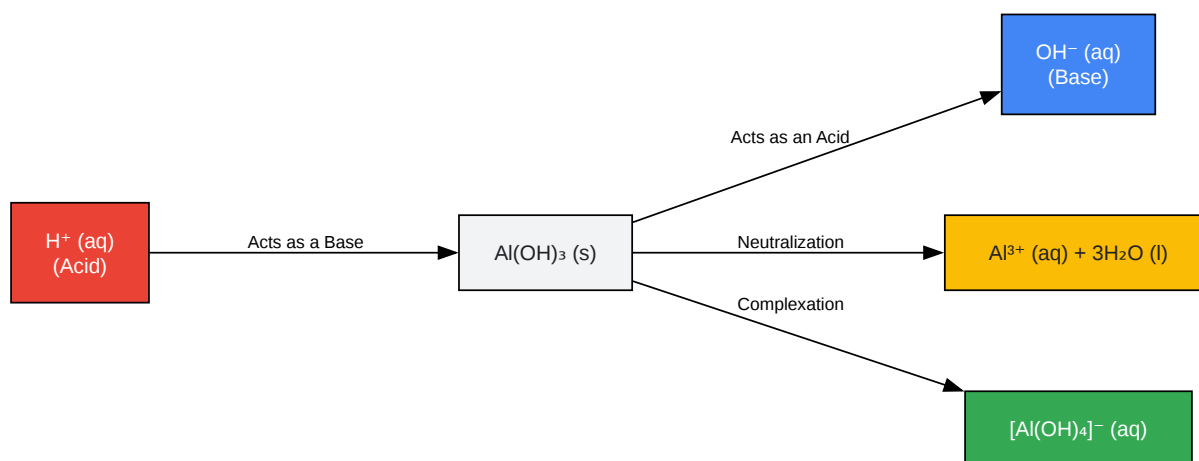 OH⁻ (aq)
(Base)
Acts as an Acid
H⁺ (aq)
(Acid)
Acts as a Base
Al(OH)₃ (s)
Neutralization
Al³⁺ (aq) + 3H₂O (l)
Complexation
[Al(OH)₄]⁻ (aq)